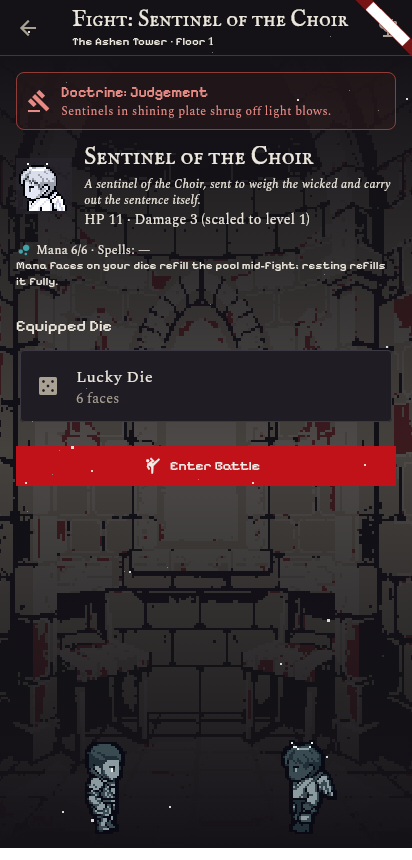 Fight: Sentinel of the Choir
The Ashen Tower · Floor 1
Doctrine: Judgement
Sentinels in shining plate shrug off light blows.
Sentinel of the Choir
A sentinel of the Choir, sent to weigh the wicked and carry
out the sentence itself.
HP 11 · Damage 3 (scaled to level 1)
Mana 6/6 · Spells: —
Mana Faces on your dice refill the pool mid-fight; resting refills
it fully.
Equipped Die
Lucky Die
6 faces
Enter Battle